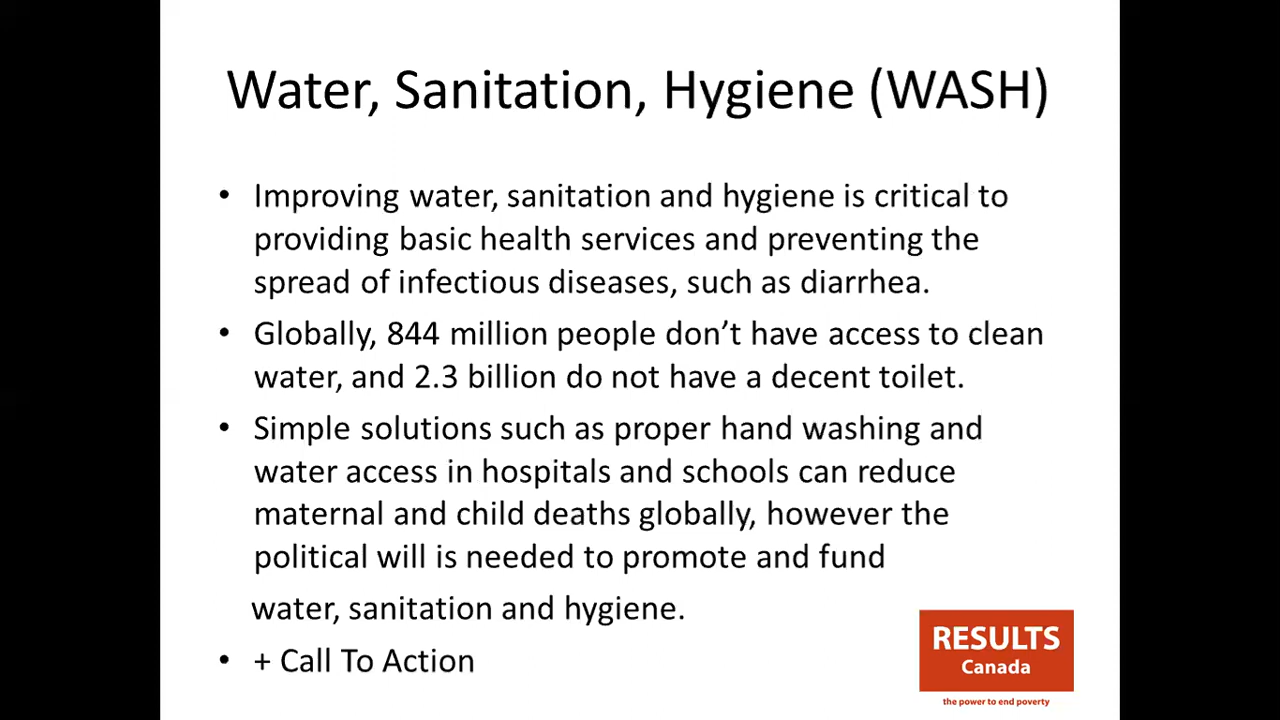 Water, Sanitation, Hygiene (WASH)
• Improving water, sanitation and hygiene is critical to
providing basic health services and preventing the
spread of infectious diseases, such as diarrhea.
• Globally, 844 million people don’t have access to clean
water, and 2.3 billion do not have a decent toilet.
• Simple solutions such as proper hand washing and
water access in hospitals and schools can reduce
maternal and child deaths globally, however the
political will is needed to promote and fund
water, sanitation and hygiene.
• + Call To Action
RESULTS
Canada
the power to end poverty